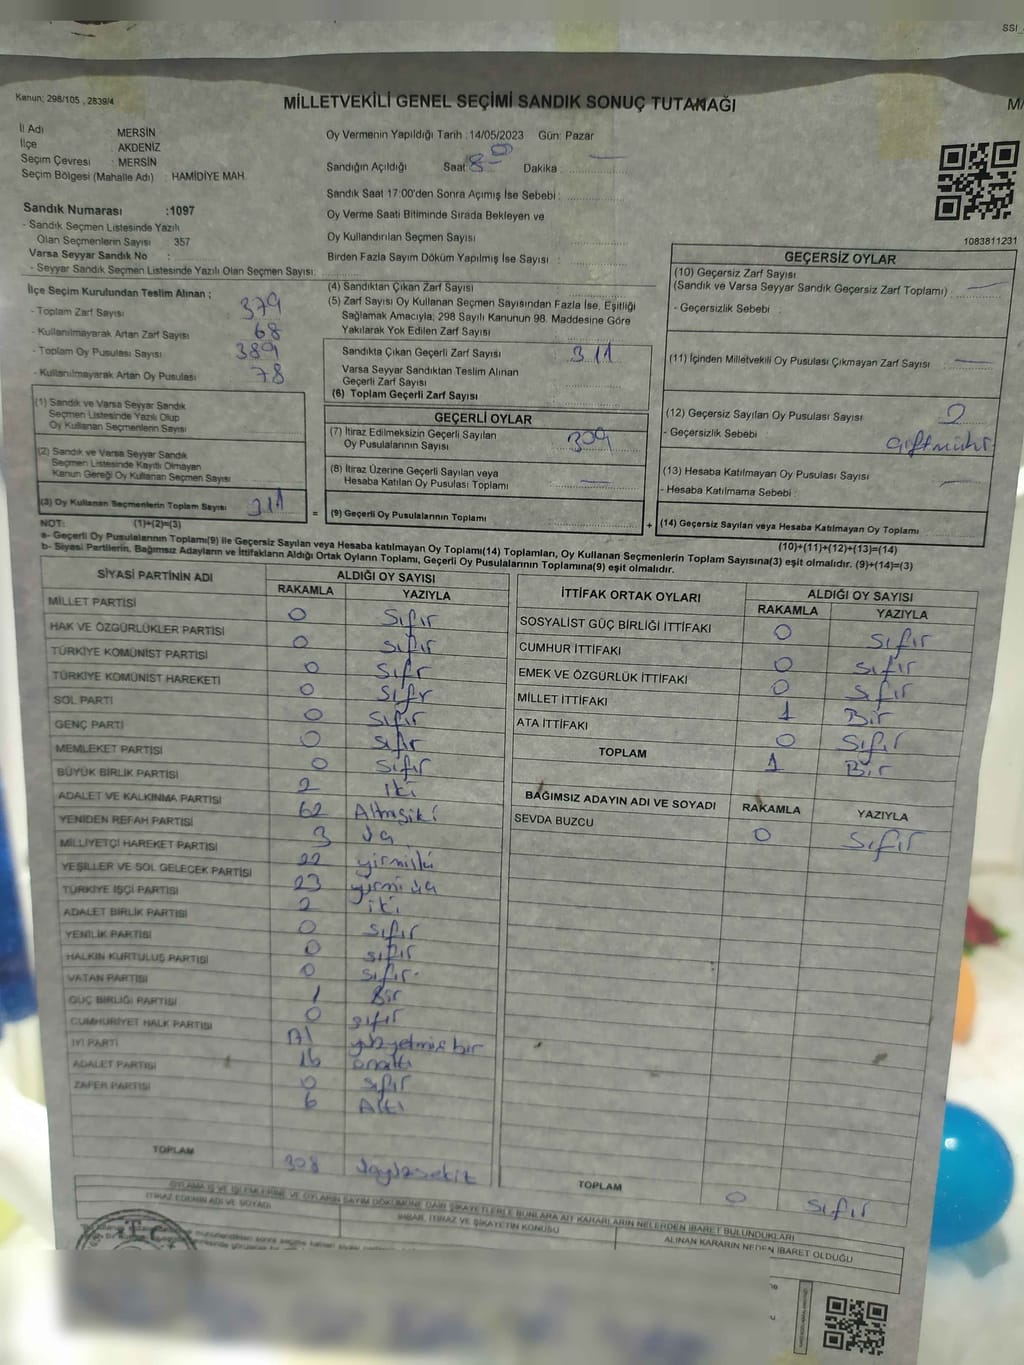 SSI
Kanun: 298/105 , 2839/4
MİLLETVEKİLİ GENEL SEÇİMİ SANDIK SONUÇ TUTANAĞI
İl Adı MERSİN
İlçe : AKDENİZ
Seçim Çevresi : MERSİN
Seçim Bölgesi (Mahalle Adı) : HAMİDİYE MAH.
Sandık Numarası :1097
- Sandık Seçmen Listesinde Yazılı
Olan Seçmenlerin Sayısı 357
Varsa Seyyar Sandık No :
- Seyyar Sandık Seçmen Listesinde Yazılı Olan Seçmen Sayısı:
Oy Vermenin Yapıldığı Tarih :14/05/2023 Gün: Pazar
Sandığın Açıldığı Saat 8- Dakika : —
Sandık Saat 17:00'den Sonra Açımış İse Sebebi :
Oy Verme Saati Bitiminde Sırada Bekleyen ve
Oy Kullandırılan Seçmen Sayısı :
Birden Fazla Sayım Döküm Yapılmış İse Sayısı :
1083811231
İlçe Seçim Kurulundan Teslim Alınan ;
- Toplam Zarf Sayısı : 379
- Kullanılmayarak Artan Zarf Sayısı : 68
- Toplam Oy Pusulası Sayısı : 389
- Kullanılmayarak Artan Oy Pusulası : 78
(1) Sandık ve Varsa Seyyar Sandık
Seçmen Listesinde Yazılı Olup
Oy Kullanan Seçmenlerin Sayısı
(2) Sandık ve Varsa Seyyar Sandık
Seçmen Listesinde Kayıtlı Olmayan
Kanun Gereği Oy Kullanan Seçmen Sayısı
(3) Oy Kullanan Seçmenlerin Toplam Sayısı 311
(1)+(2)=(3)
(4) Sandıktan Çıkan Zarf Sayısı :
(5) Zarf Sayısı Oy Kullanan Seçmen Sayısından Fazla İse, Eşitliği
Sağlamak Amacıyla, 298 Sayılı Kanunun 98. Maddesine Göre
Yakılarak Yok Edilen Zarf Sayısı
Sandıkta Çıkan Geçerli Zarf Sayısı : 311
Varsa Seyyar Sandıktan Teslim Alınan
Geçerli Zarf Sayısı :
(6) Toplam Geçerli Zarf Sayısı :
GEÇERLİ OYLAR
(7) İtiraz Edilmeksizin Geçerli Sayılan
Oy Pusulalarının Sayısı : 309
(8) İtiraz Üzerine Geçerli Sayılan veya
Hesaba Katılan Oy Pusulası Toplamı : —
= (9) Geçerli Oy Pusulalarının Toplamı :
GEÇERSİZ OYLAR
(10) Geçersiz Zarf Sayısı
(Sandık ve Varsa Seyyar Sandık Geçersiz Zarf Toplamı) : —
- Geçersizlik Sebebi :
(11) İçinden Milletvekili Oy Pusulası Çıkmayan Zarf Sayısı : —
(12) Geçersiz Sayılan Oy Pusulası Sayısı : 2
- Geçersizlik Sebebi :
(13) Hesaba Katılmayan Oy Pusulası Sayısı : —
- Hesaba Katılmama Sebebi :
+ (14) Geçersiz Sayılan veya Hesaba Katılmayan Oy Toplamı
(10)+(11)+(12)+(13)=(14)
NOT:
a- Geçerli Oy Pusulalarının Toplamı(9) ile Geçersiz Sayılan veya Hesaba katılmayan Oy Toplamı(14) Toplamları, Oy Kullanan Seçmenlerin Toplam Sayısına(3) eşit olmalıdır. (9)+(14)=(3)
b- Siyasi Partilerin, Bağımsız Adayların ve İttifakların Aldığı Ortak Oyların Toplamı, Geçerli Oy Pusulalarının Toplamına(9) eşit olmalıdır.
SİYASİ PARTİNİN ADI ALDIĞI OY SAYISI
RAKAMLA YAZIYLA
MİLLET PARTİSİ 0 Sıfır
HAK VE ÖZGÜRLÜKLER PARTİSİ 0 Sıfır
TÜRKİYE KOMÜNİST PARTİSİ 0 Sıfr
TÜRKİYE KOMÜNİST HAREKETİ 0 Sıfr
SOL PARTİ 0 Sıfır
GENÇ PARTİ 0 Sıfır
MEMLEKET PARTİSİ 0 Sıfır
BÜYÜK BİRLİK PARTİSİ 2 İki
ADALET VE KALKINMA PARTİSİ 62 Altmışiki
YENİDEN REFAH PARTİSİ 3 Üç
MİLLİYETÇİ HAREKET PARTİSİ 22
YEŞİLLER VE SOL GELECEK PARTİSİ 23 yirmi üç
TÜRKİYE İŞÇİ PARTİSİ 2 iki
ADALET BİRLİK PARTİSİ 0 sıfır
YENİLİK PARTİSİ 0 sıfır
HALKIN KURTULUŞ PARTİSİ 0 sıfır
VATAN PARTİSİ 1 Bir
GÜÇ BİRLİĞİ PARTİSİ 0 sıfır
CUMHURİYET HALK PARTİSİ 171 yüzyetmiş bir
İYİ PARTİ 16 onaltı
ADALET PARTİSİ 0 sıfır
ZAFER PARTİSİ 6 Altı
TOPLAM 308 Üçyüzsekiz
İTTİFAK ORTAK OYLARI ALDIĞI OY SAYISI
RAKAMLA YAZIYLA
SOSYALİST GÜÇ BİRLİĞİ İTTİFAKI 0 Sıfır
CUMHUR İTTİFAKI 0 sıfır
EMEK VE ÖZGÜRLÜK İTTİFAKI 0 Sıfır
MİLLET İTTİFAKI 1 Bir
ATA İTTİFAKI 0 Sıfır
TOPLAM 1 Bir
BAĞIMSIZ ADAYIN ADI VE SOYADI RAKAMLA YAZIYLA
SEVDA BUZCU 0 Sıfır
TOPLAM 0 Sıfır
OYLAMA İŞ VE İŞLEMLERİNE VE OYLARIN SAYIM DÖKÜMÜNE DAİR ŞİKAYETLERLE BUNLARA AİT KARARLARIN NELERDEN İBARET BULUNDUKLARI
İTİRAZ EDENİN ADI VE SOYADI
İHBAR, İTİRAZ VE ŞİKAYETİN KONUSU
ALINAN KARARIN NEDEN İBARET OLDUĞU
T.C.